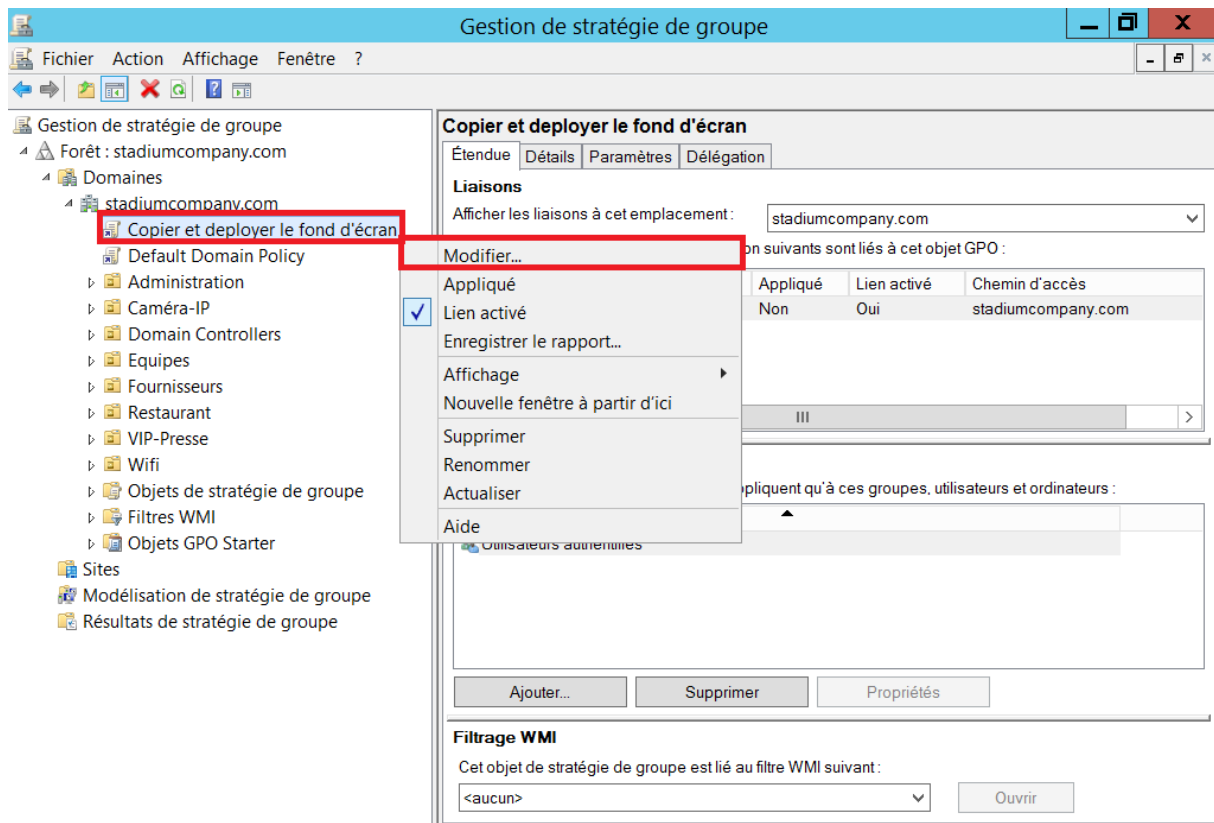 Gestion de stratégie de groupe
Fichier Action Affichage Fenêtre ?
Gestion de stratégie de groupe
Forêt : stadiumcompany.com
Domaines
stadiumcompany.com
Copier et deployer le fond d'écran
Default Domain Policy
Administration
Caméra-IP
Domain Controllers
Equipes
Fournisseurs
Restaurant
VIP-Presse
Wifi
Objets de stratégie de groupe
Filtres WMI
Objets GPO Starter
Sites
Modélisation de stratégie de groupe
Résultats de stratégie de groupe
Modifier...
Appliqué
Lien activé
Enregistrer le rapport...
Affichage
Nouvelle fenêtre à partir d'ici
Supprimer
Renommer
Actualiser
Aide
Copier et deployer le fond d'écran
Étendue Détails Paramètres Délégation
Liaisons
Afficher les liaisons à cet emplacement : stadiumcompany.com
suivants sont liés à cet objet GPO :
Appliqué Lien activé Chemin d'accès
Non Oui stadiumcompany.com
qu'à ces groupes, utilisateurs et ordinateurs :
Utilisateurs authentifiés
Ajouter... Supprimer Propriétés
Filtrage WMI
Cet objet de stratégie de groupe est lié au filtre WMI suivant :
<aucun> Ouvrir